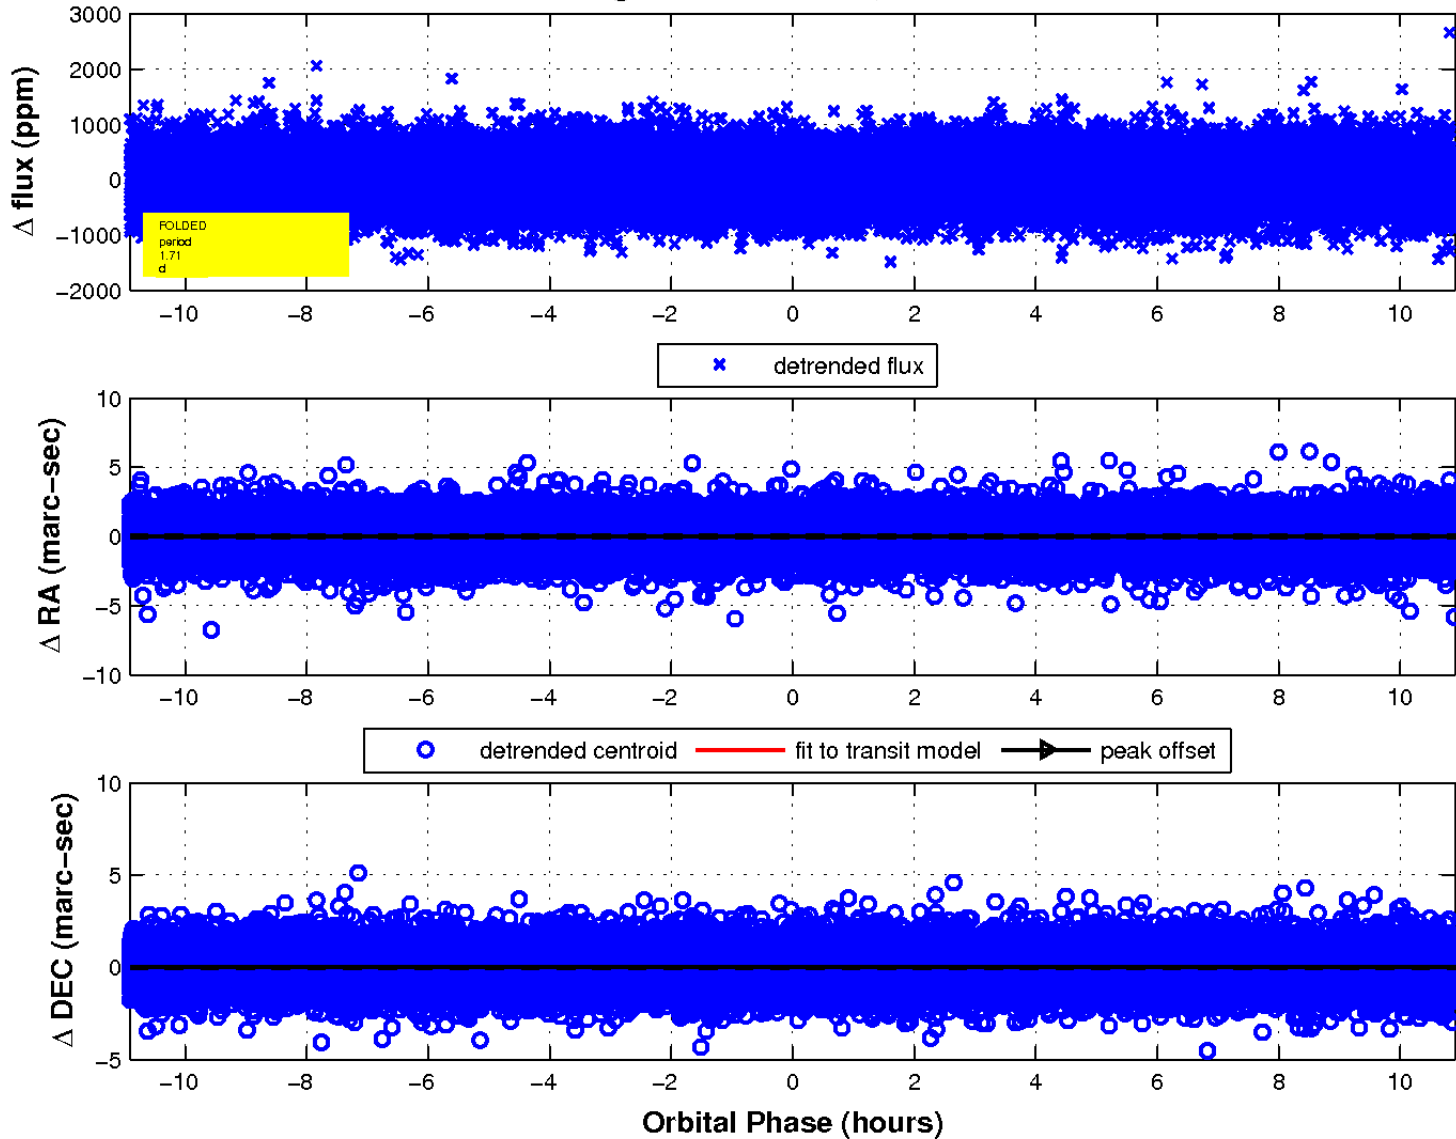 3000
2000
1000
0
−1000
−2000
Δ flux (ppm)
FOLDED
period
1.71
d
−10 −8 −6 −4 −2 0 2 4 6 8 10
detrended flux
10
5
0
−5
−10
Δ RA (marc−sec)
−10 −8 −6 −4 −2 0 2 4 6 8 10
detrended centroid fit to transit model peak offset
10
5
0
−5
Δ DEC (marc−sec)
−10 −8 −6 −4 −2 0 2 4 6 8 10
Orbital Phase (hours)